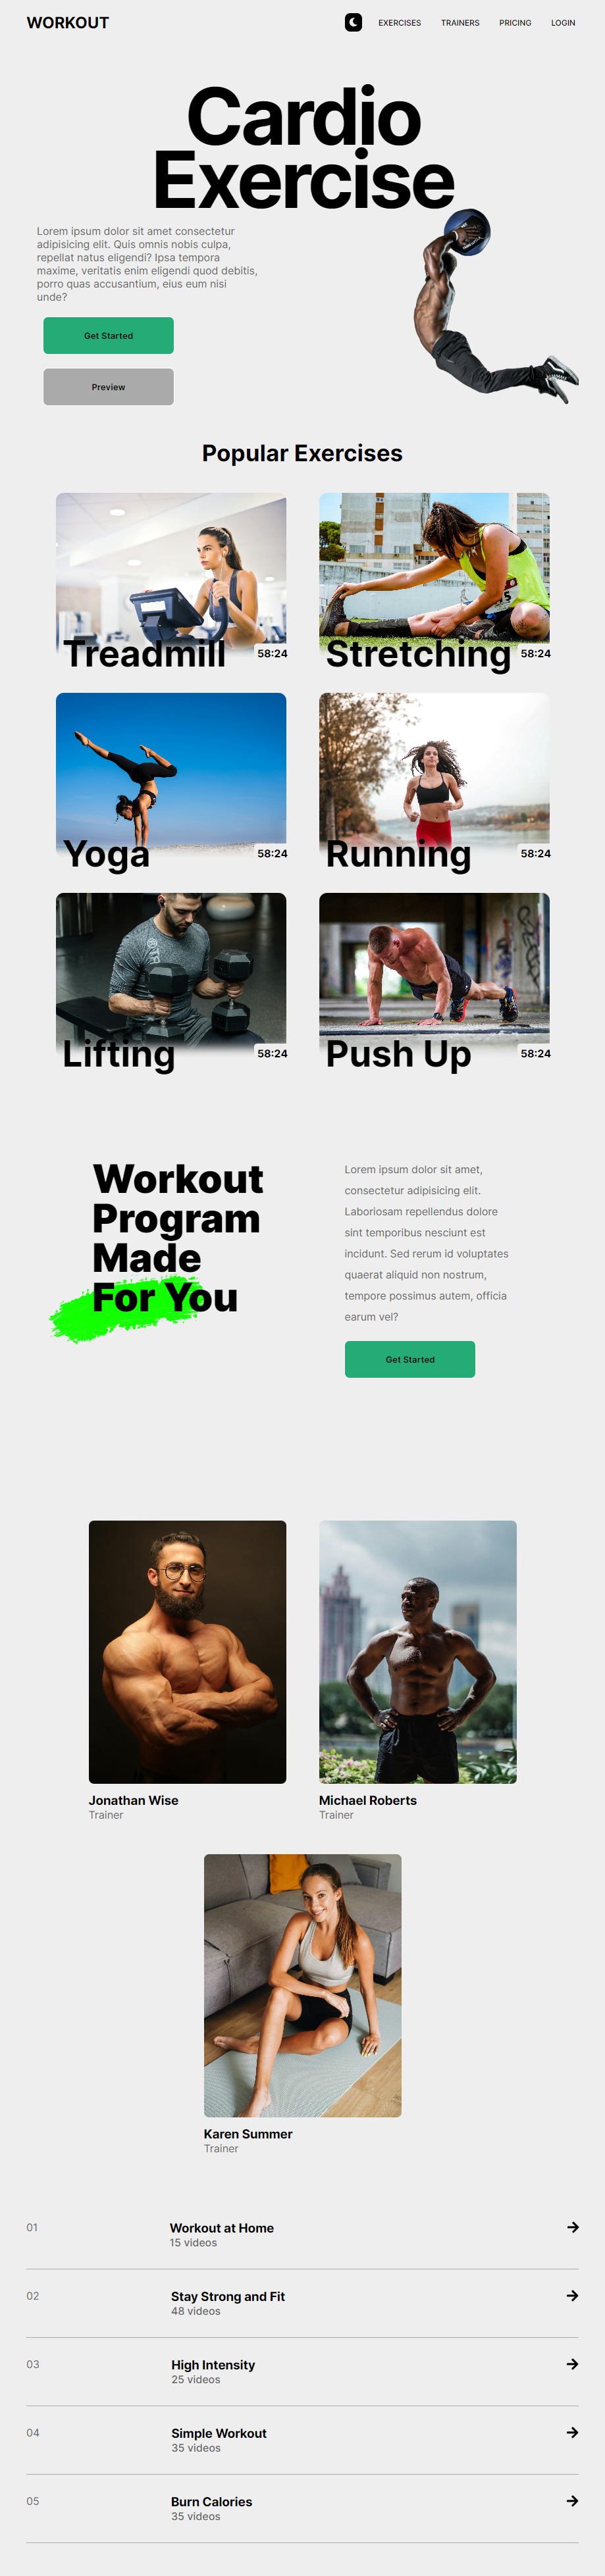 WORKOUT
EXERCISES TRAINERS PRICING LOGIN
Cardio
Exercise
Lorem ipsum dolor sit amet consectetur
adipisicing elit. Quis omnis nobis culpa,
repellat natus eligendi? Ipsa tempora
maxime, veritatis enim eligendi quod debitis,
porro quas accusantium, eius eum nisi
unde?
Get Started
Preview
Popular Exercises
Treadmill 58:24
Stretching 58:24
Yoga 58:24
Running 58:24
Lifting 58:24
Push Up 58:24
Workout
Program
Made
For You
Lorem ipsum dolor sit amet,
consectetur adipisicing elit.
Laboriosam repellendus dolore
sint temporibus nesciunt est
incidunt. Sed rerum id voluptates
quaerat aliquid non nostrum,
tempore possimus autem, officia
earum vel?
Get Started
Jonathan Wise
Trainer
Michael Roberts
Trainer
Karen Summer
Trainer
01 Workout at Home
15 videos
02 Stay Strong and Fit
48 videos
03 High Intensity
25 videos
04 Simple Workout
35 videos
05 Burn Calories
35 videos